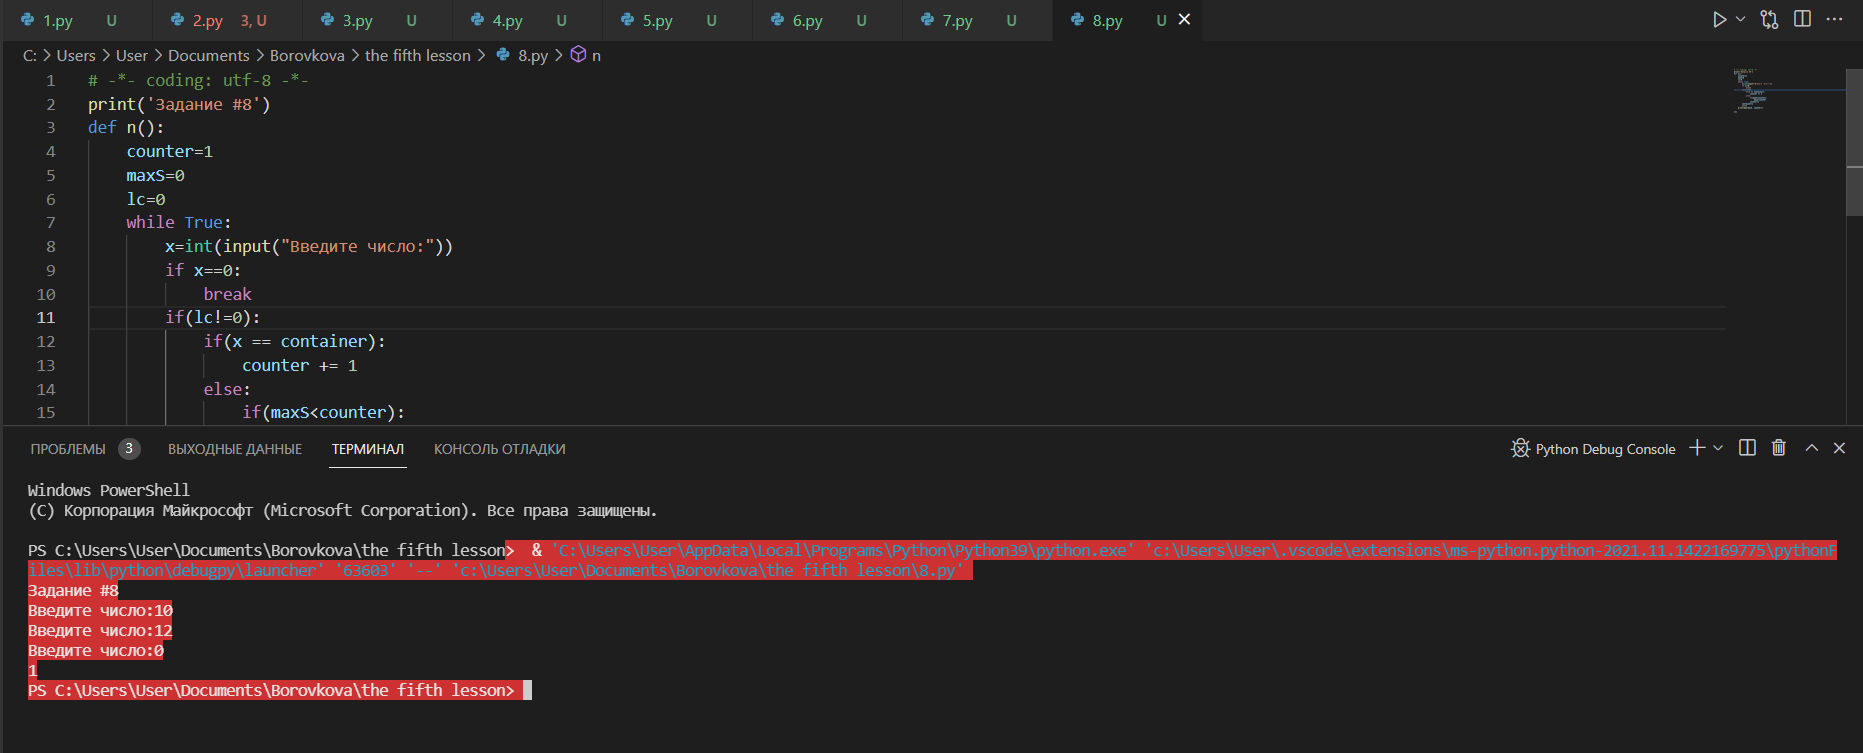 1.py U 2.py 3, U 3.py U 4.py U 5.py U 6.py U 7.py U 8.py U
C: > Users > User > Documents > Borovkova > the fifth lesson > 8.py > n
1 # -*- coding: utf-8 -*-
2 print('Задание #8')
3 def n():
4 counter=1
5 maxS=0
6 lc=0
7 while True:
8 x=int(input("Введите число:"))
9 if x==0:
10 break
11 if(lc!=0):
12 if(x == container):
13 counter += 1
14 else:
15 if(maxS<counter):
ПРОБЛЕМЫ 3 ВЫХОДНЫЕ ДАННЫЕ ТЕРМИНАЛ КОНСОЛЬ ОТЛАДКИ Python Debug Console
Windows PowerShell
(C) Корпорация Майкрософт (Microsoft Corporation). Все права защищены.
PS C:\Users\User\Documents\Borovkova\the fifth lesson> & 'C:\Users\User\AppData\Local\Programs\Python\Python39\python.exe' 'c:\Users\User\.vscode\extensions\ms-python.python-2021.11.1422169775\pythonF
iles\lib\python\debugpy\launcher' '63603' '--' 'c:\Users\User\Documents\Borovkova\the fifth lesson\8.py'
Задание #8
Введите число:10
Введите число:12
Введите число:0
1
PS C:\Users\User\Documents\Borovkova\the fifth lesson>